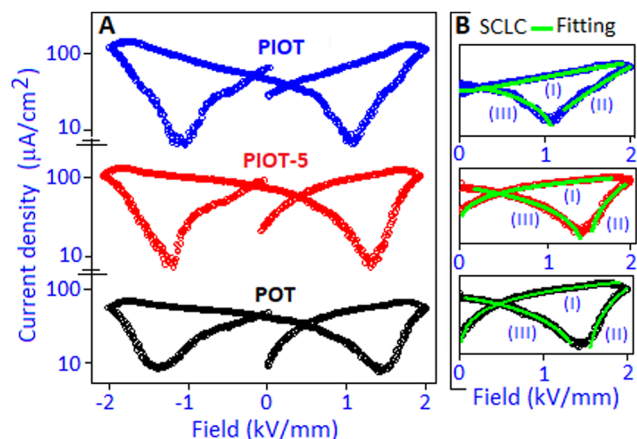 A
PIOT
100
10
PIOT-5
100
10
POT
100
10
-2 -1 0 1 2
Field (kV/mm)
Current density (μA/cm²)
B
SCLC — Fitting
(I)
(II)
(III)
0 1 2
(I)
(II)
(III)
0 1 2
(I)
(II)
(III)
0 1 2
Field (kV/mm)